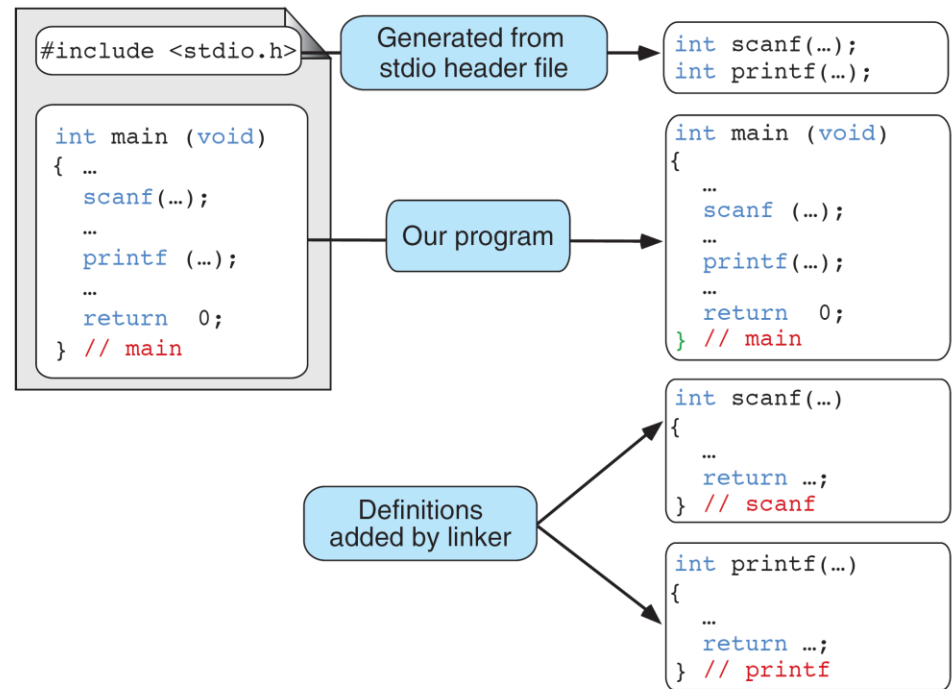 #include <stdio.h>
Generated from
stdio header file
int scanf(…);
int printf(…);
int main (void)
{ …
scanf(…);
…
printf (…);
…
return 0;
} // main
Our program
int main (void)
{
…
scanf (…);
…
printf(…);
…
return 0;
} // main
Definitions
added by linker
int scanf(…)
{
…
return …;
} // scanf
int printf(…)
{
…
return …;
} // printf